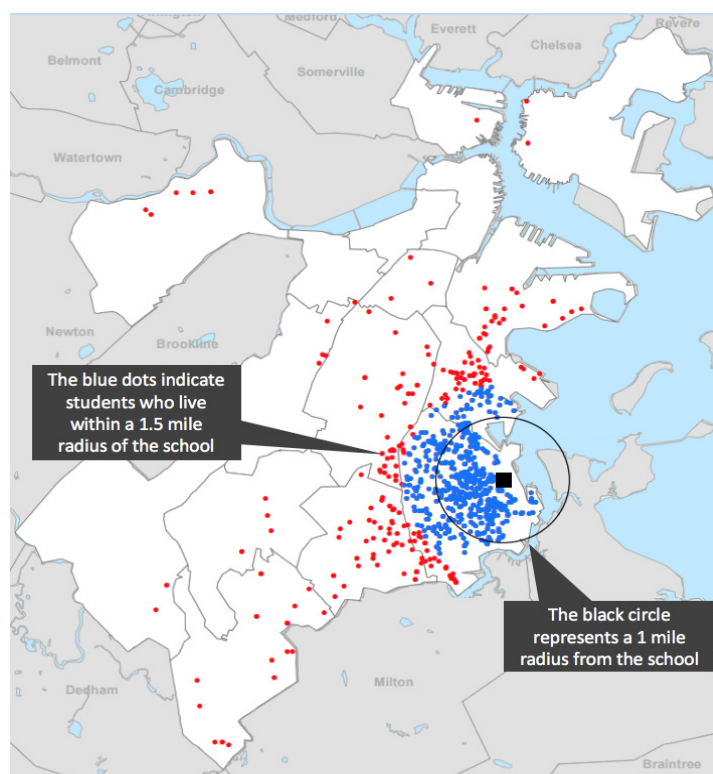 Medford
Everett
Revere
Chelsea
Belmont
Somerville
Cambridge
Watertown
Newton
Brookline
The blue dots indicate
students who live
within a 1.5 mile
radius of the school
The black circle
represents a 1 mile
radius from the school
Milton
Dedham
Braintree